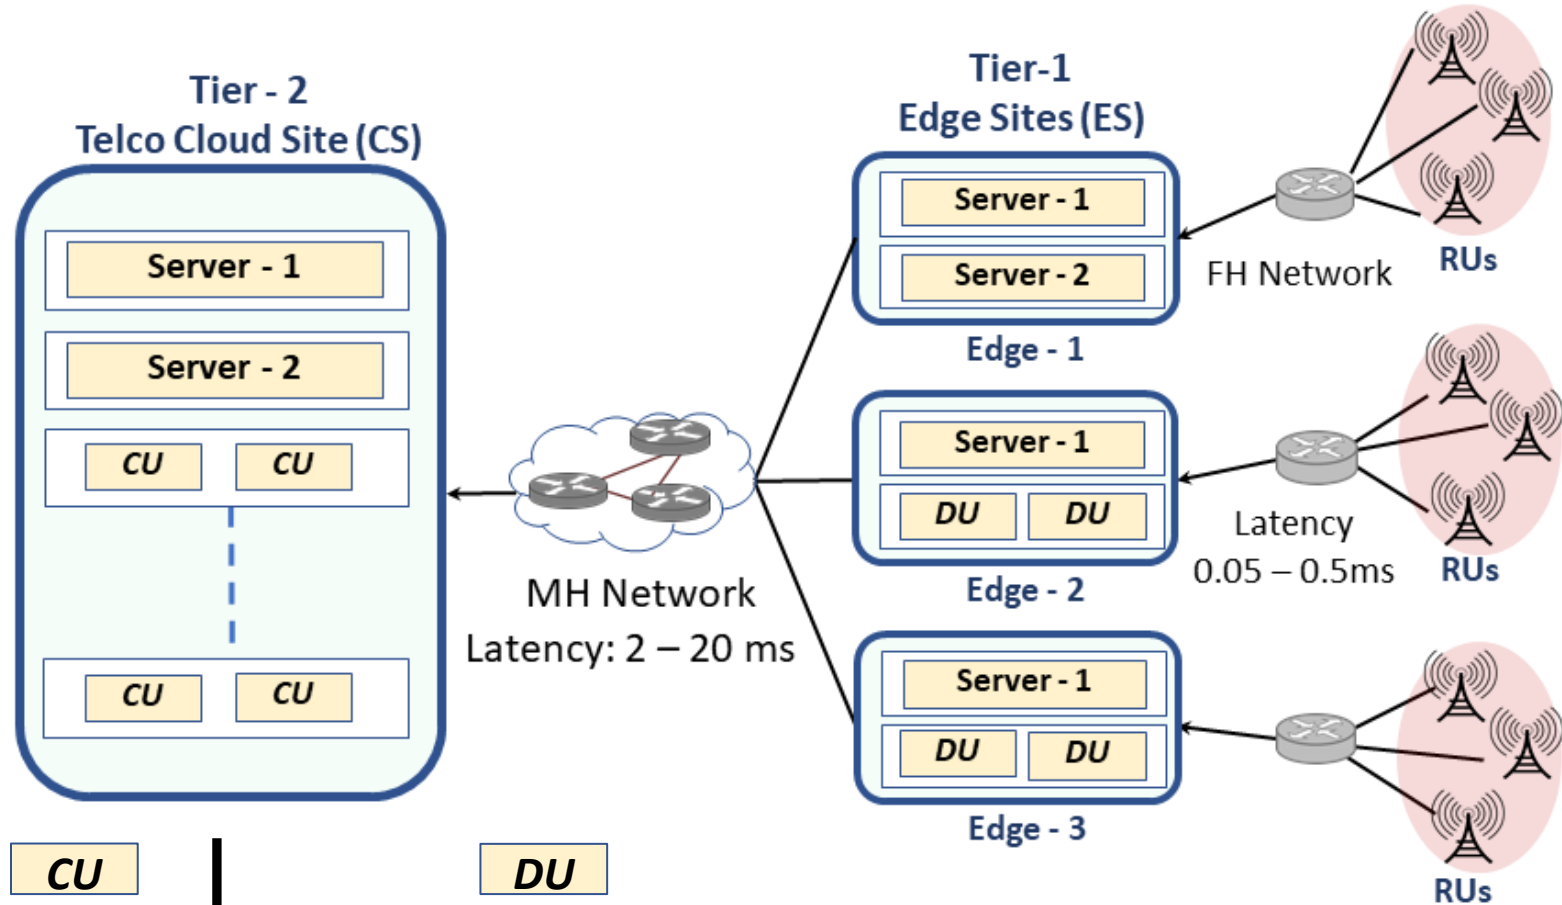 Tier - 2
Telco Cloud Site (CS)
Server - 1
Server - 2
CU CU
CU CU
MH Network
Latency: 2 – 20 ms
Tier-1
Edge Sites (ES)
Server - 1
Server - 2
Edge - 1
Server - 1
DU DU
Edge - 2
Server - 1
DU DU
Edge - 3
FH Network
RUs
Latency
0.05 – 0.5ms
RUs
RUs
CU
DU